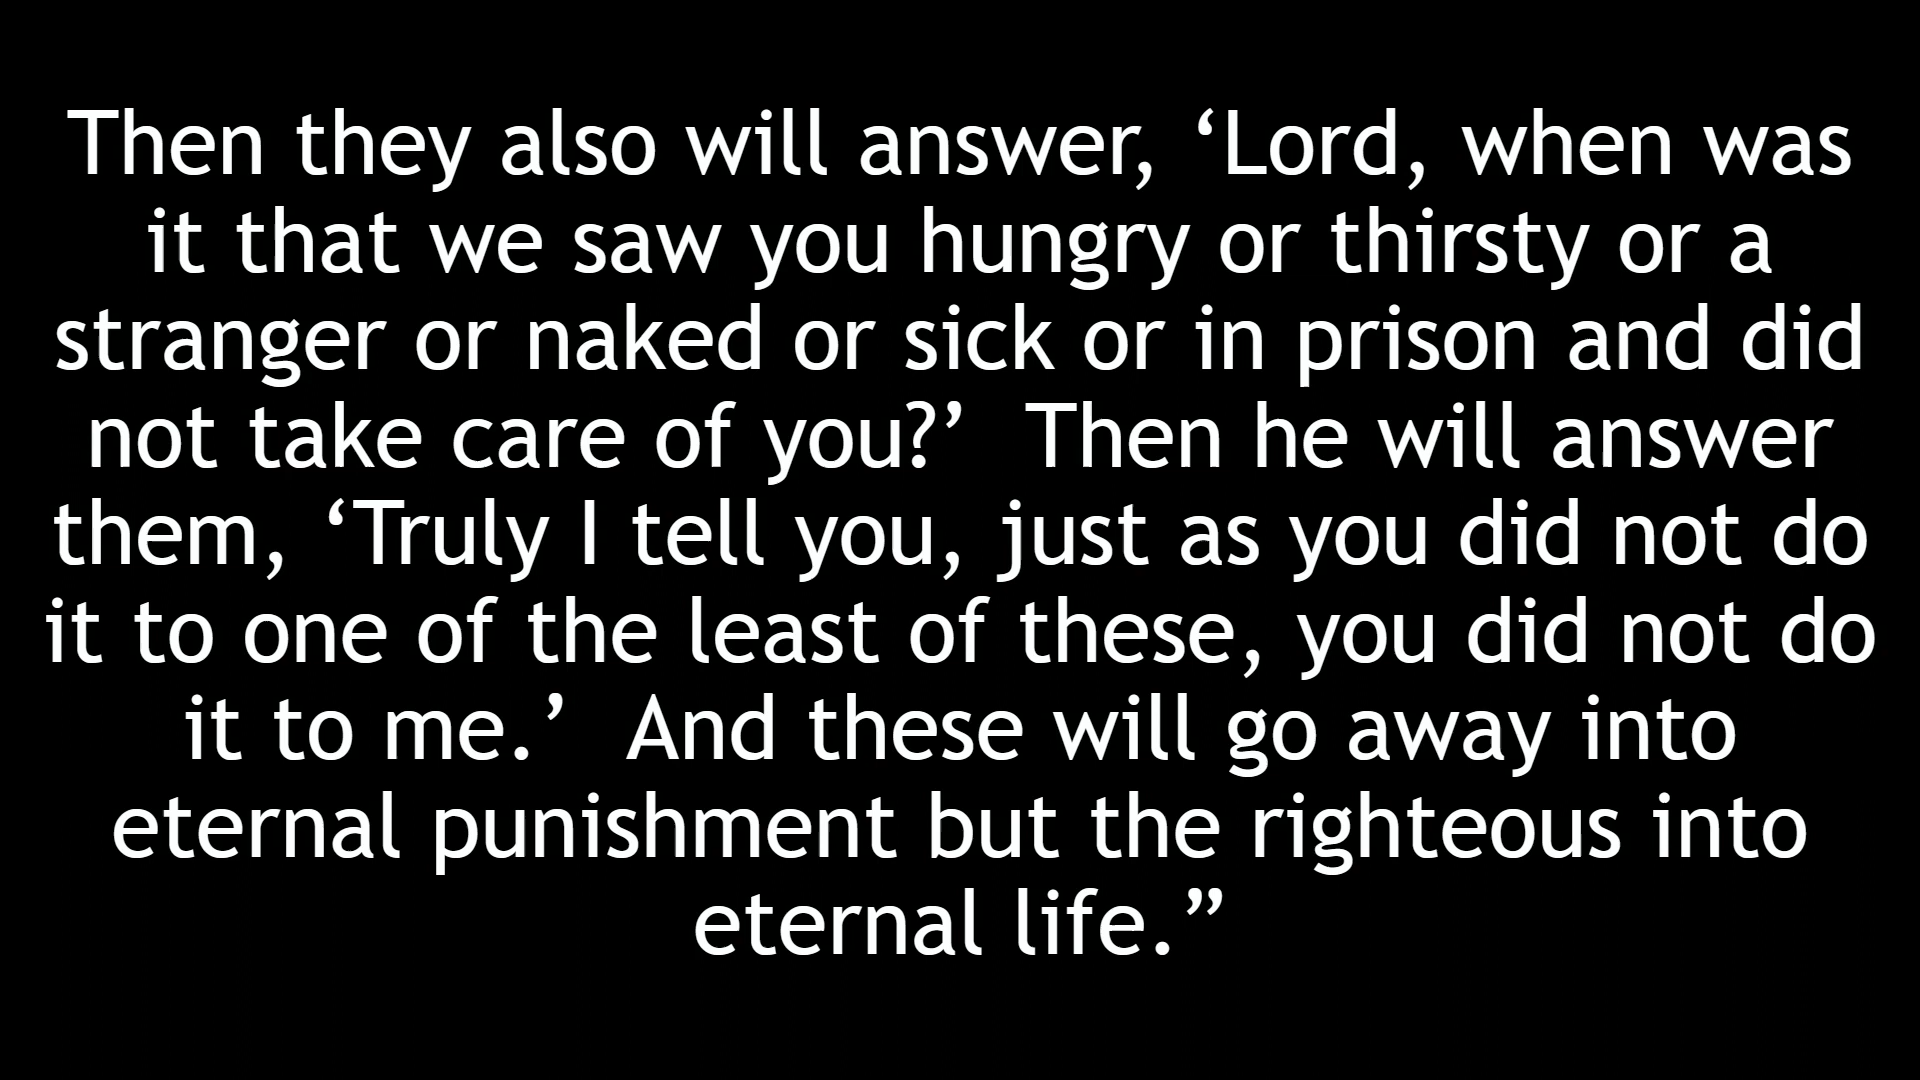 Then they also will answer, ‘Lord, when was
it that we saw you hungry or thirsty or a
stranger or naked or sick or in prison and did
not take care of you?’  Then he will answer
them, ‘Truly I tell you, just as you did not do
it to one of the least of these, you did not do
it to me.’  And these will go away into
eternal punishment but the righteous into
eternal life.”